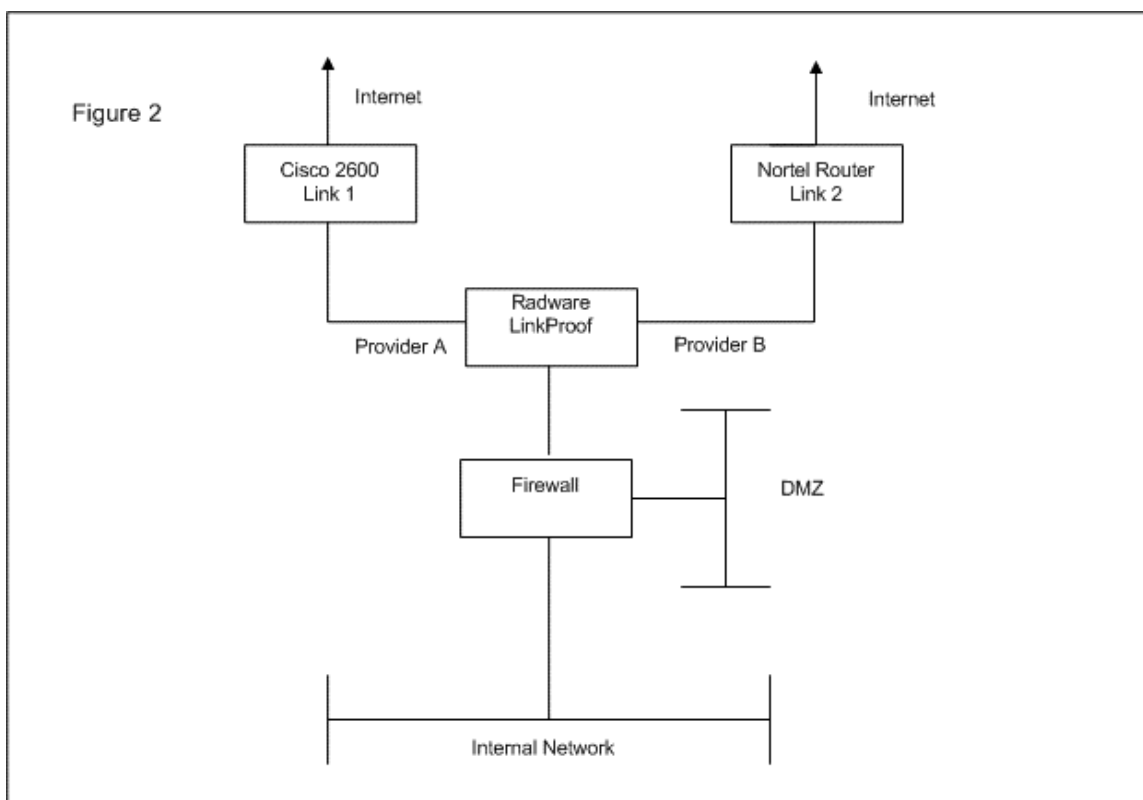 Figure 2
Internet
Internet
Cisco 2600
Link 1
Nortel Router
Link 2
Radware
LinkProof
Provider A
Provider B
Firewall
DMZ
Internal Network